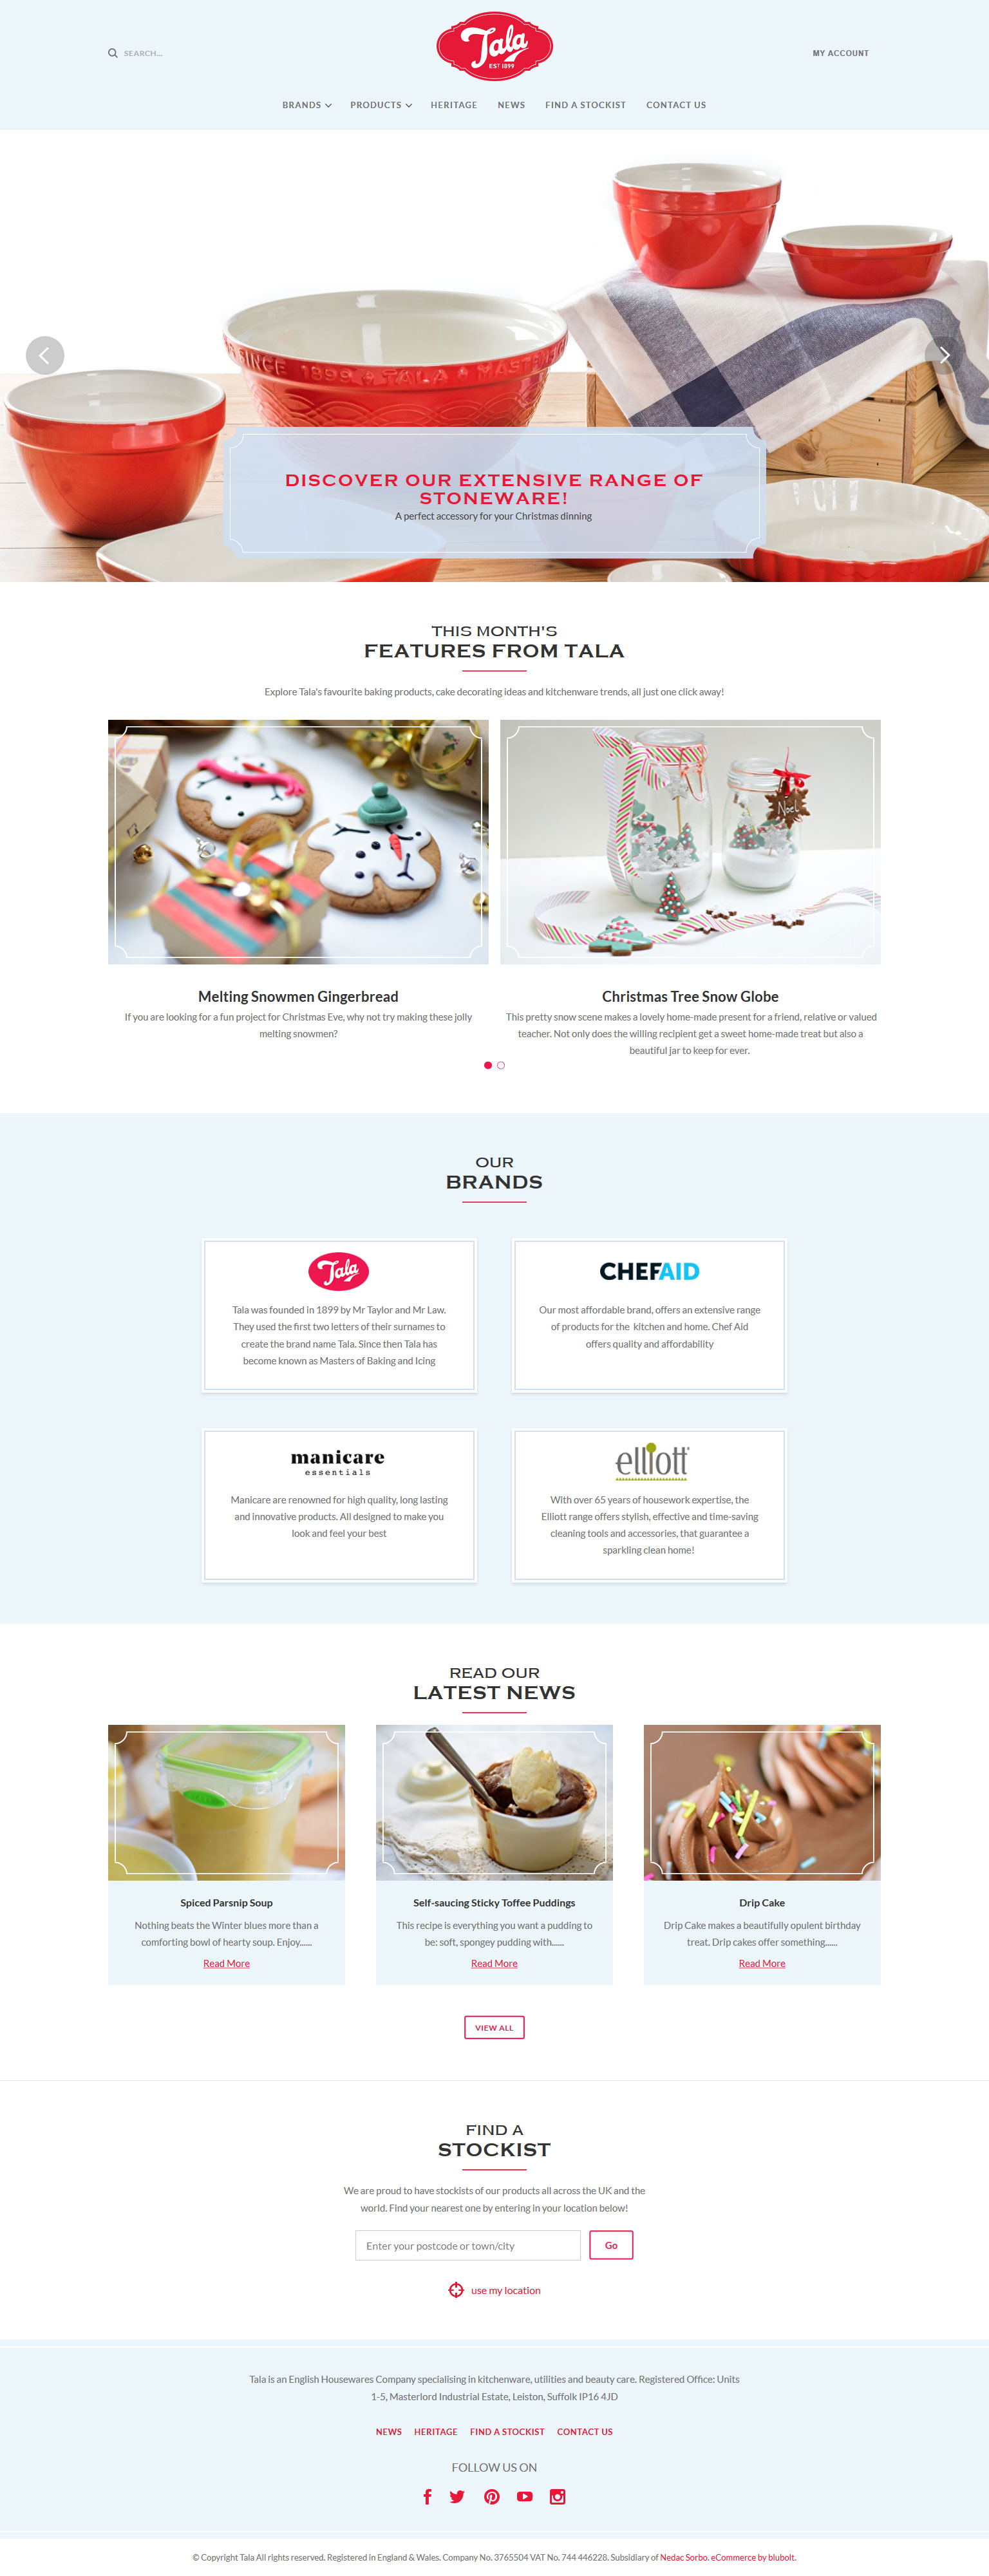 SEARCH...
Tala
EST 1899
MY ACCOUNT
BRANDS PRODUCTS HERITAGE NEWS FIND A STOCKIST CONTACT US
DISCOVER OUR EXTENSIVE RANGE OF
STONEWARE!
A perfect accessory for your Christmas dinning
THIS MONTH'S
FEATURES FROM TALA
Explore Tala's favourite baking products, cake decorating ideas and kitchenware trends, all just one click away!
Noel
Melting Snowmen Gingerbread
If you are looking for a fun project for Christmas Eve, why not try making these jolly
melting snowmen?
Christmas Tree Snow Globe
This pretty snow scene makes a lovely home-made present for a friend, relative or valued
teacher. Not only does the willing recipient get a sweet home-made treat but also a
beautiful jar to keep for ever.
OUR
BRANDS
Tala
Tala was founded in 1899 by Mr Taylor and Mr Law.
They used the first two letters of their surnames to
create the brand name Tala. Since then Tala has
become known as Masters of Baking and Icing
CHEFAID
Our most affordable brand, offers an extensive range
of products for the kitchen and home. Chef Aid
offers quality and affordability
manicare
essentials
Manicare are renowned for high quality, long lasting
and innovative products. All designed to make you
look and feel your best
elliott
With over 65 years of housework expertise, the
Elliott range offers stylish, effective and time-saving
cleaning tools and accessories, that guarantee a
sparkling clean home!
READ OUR
LATEST NEWS
Spiced Parsnip Soup
Nothing beats the Winter blues more than a
comforting bowl of hearty soup. Enjoy......
Read More
Self-saucing Sticky Toffee Puddings
This recipe is everything you want a pudding to
be: soft, spongey pudding with......
Read More
Drip Cake
Drip Cake makes a beautifully opulent birthday
treat. Drip cakes offer something......
Read More
VIEW ALL
FIND A
STOCKIST
We are proud to have stockists of our products all across the UK and the
world. Find your nearest one by entering in your location below!
Enter your postcode or town/city
Go
use my location
Tala is an English Housewares Company specialising in kitchenware, utilities and beauty care. Registered Office: Units
1-5, Masterlord Industrial Estate, Leiston, Suffolk IP16 4JD
NEWS HERITAGE FIND A STOCKIST CONTACT US
FOLLOW US ON
© Copyright Tala All rights reserved. Registered in England & Wales. Company No. 3765504 VAT No. 744 446228. Subsidiary of Nedac Sorbo. eCommerce by blubolt.